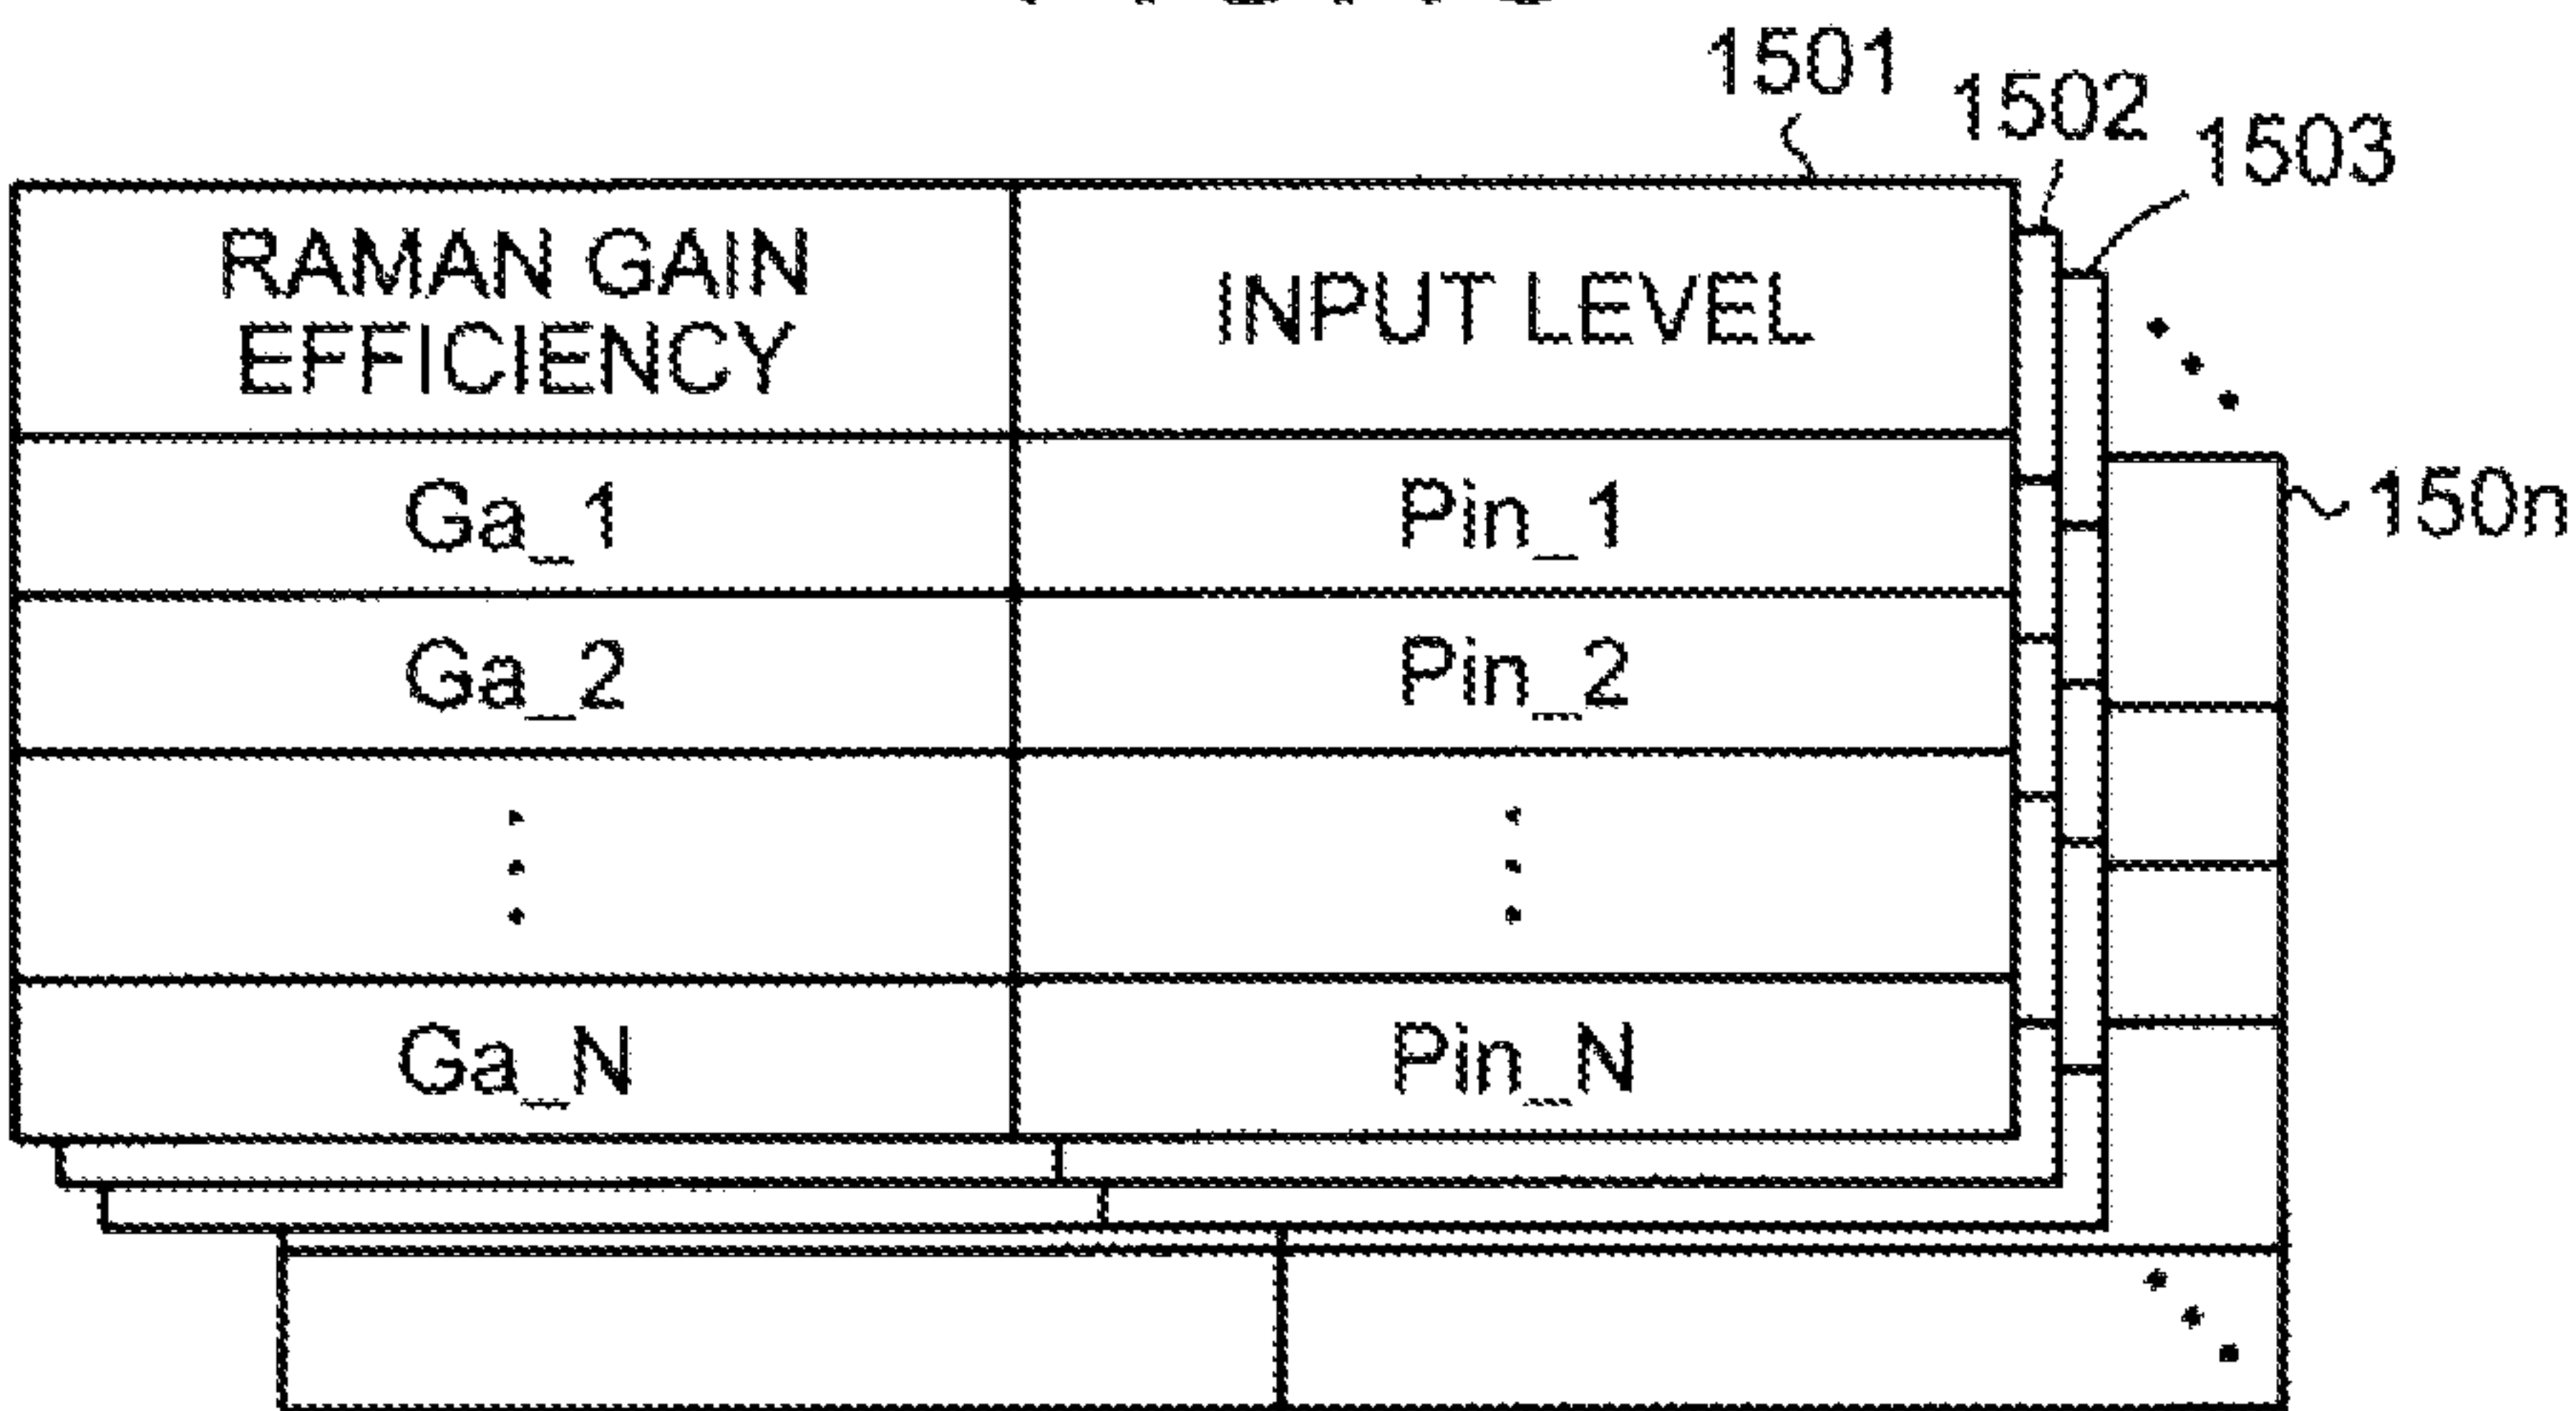 1501
1502
1503
RAMAN GAIN
EFFICIENCY
INPUT LEVEL
150n
Ga_1
Pin_1
Ga_2
Pin_2
Ga_N
Pin_N